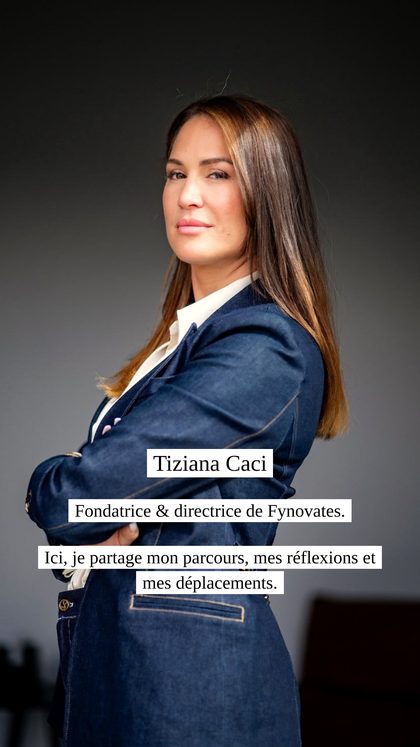 Tiziana Caci
Fondatrice & directrice de Fynovates.
Ici, je partage mon parcours, mes réflexions et
mes déplacements.